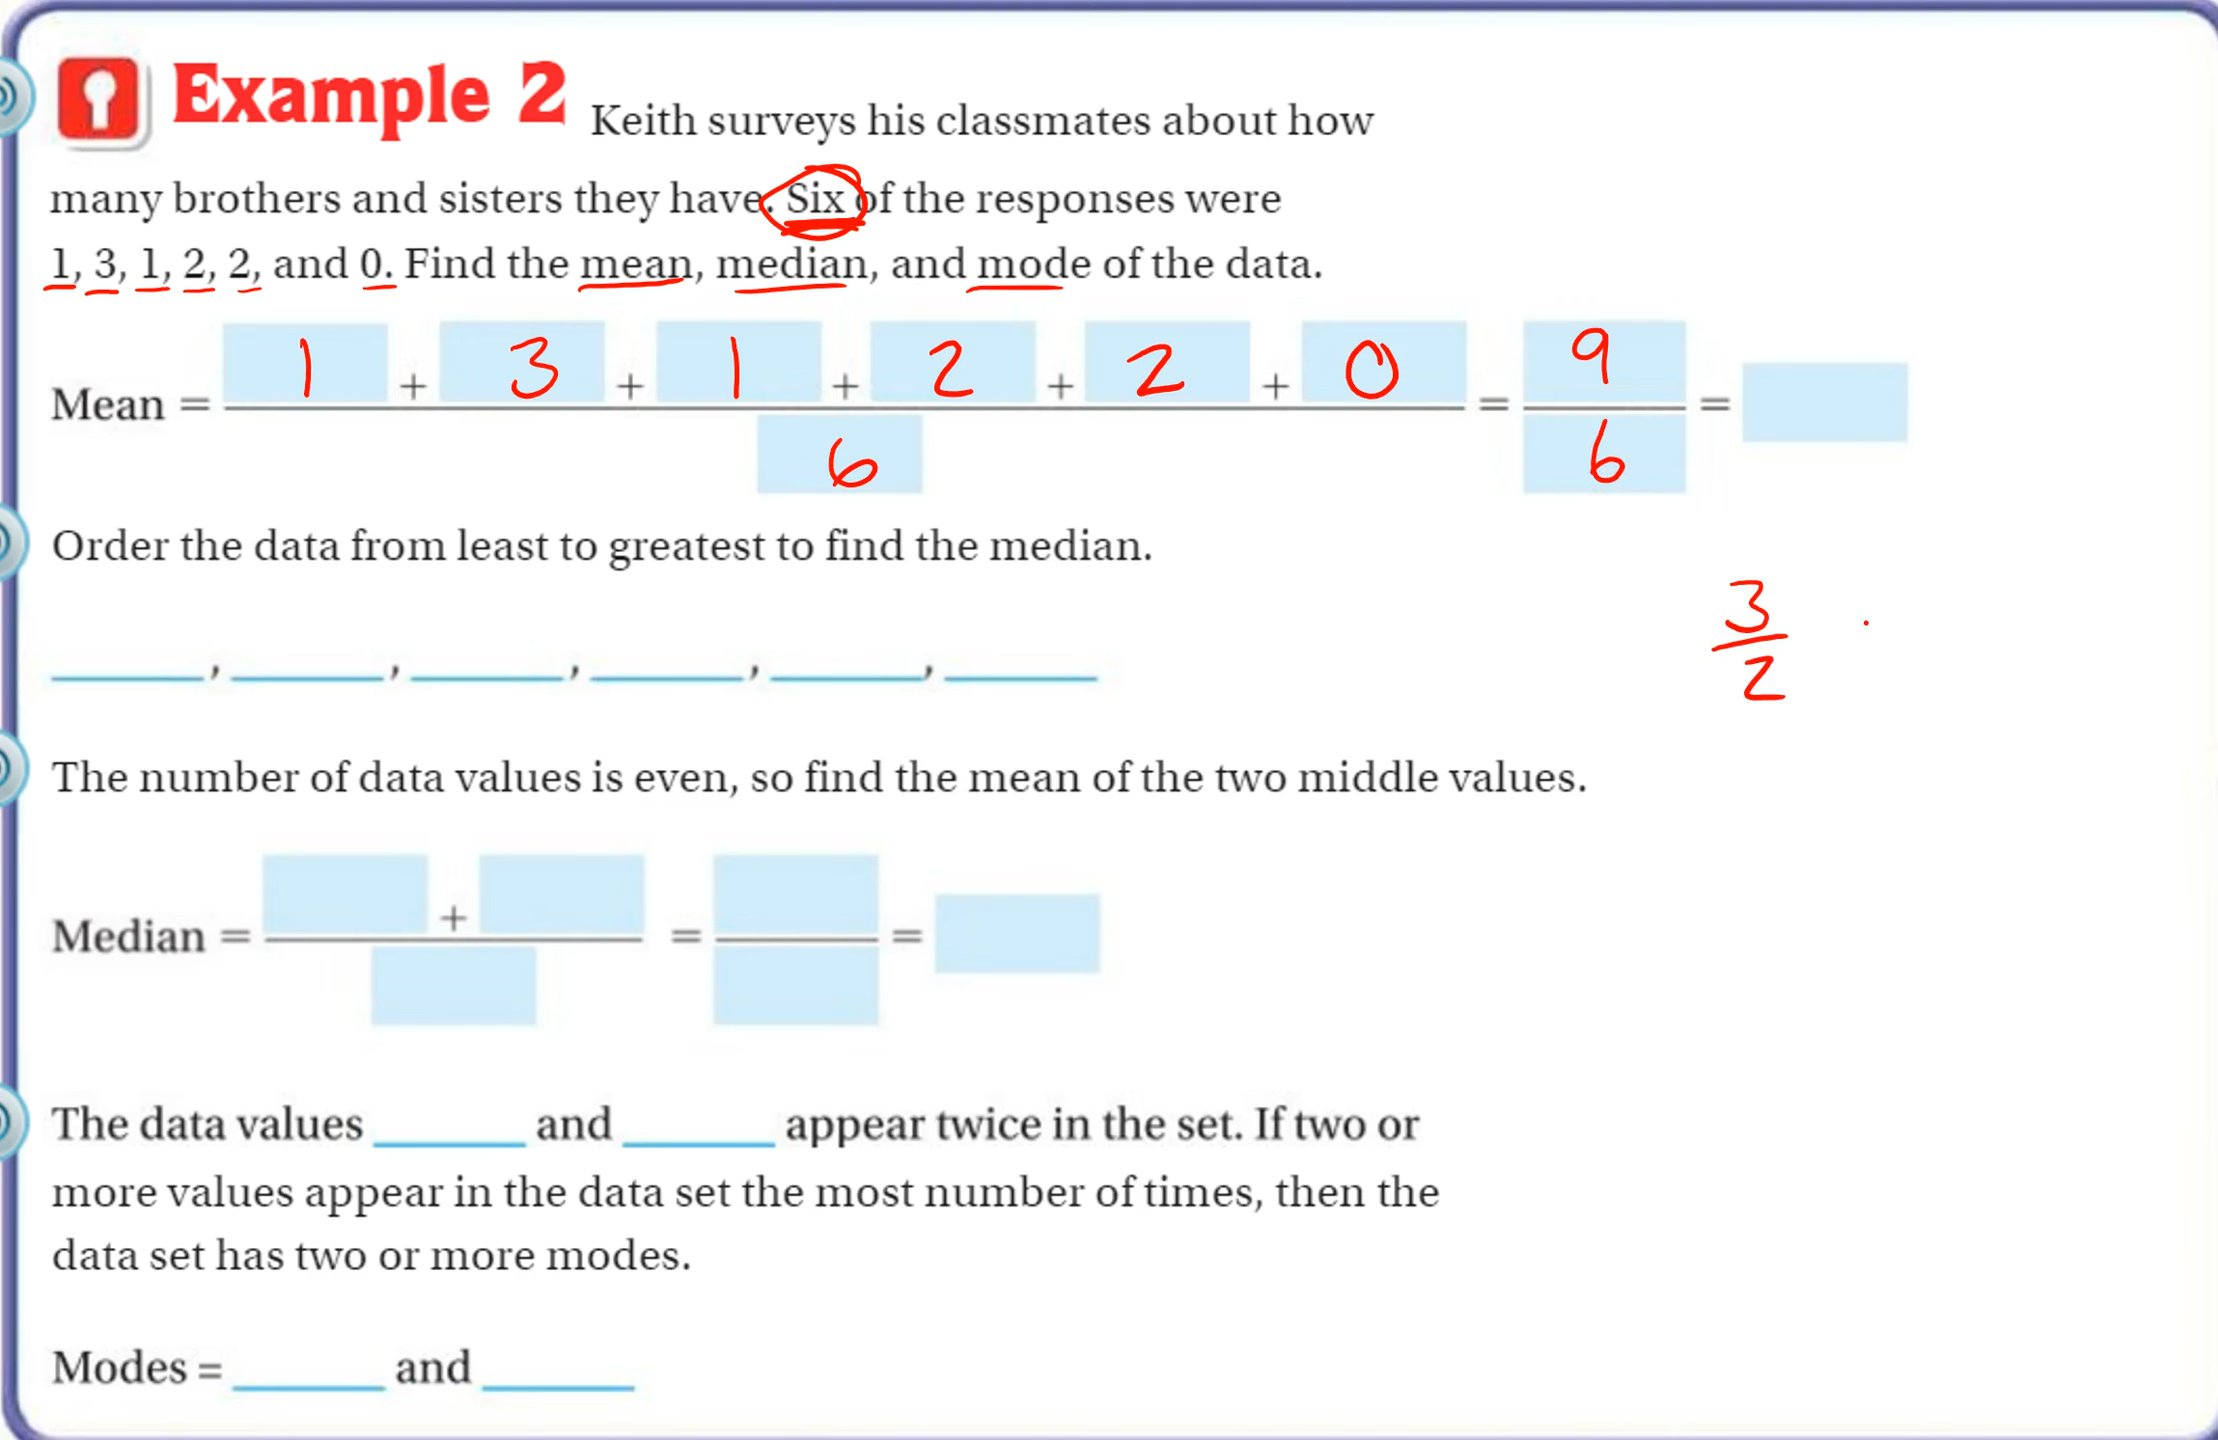 Example 2 Keith surveys his classmates about how
many brothers and sisters they have. Six of the responses were
1, 3, 1, 2, 2, and 0. Find the mean, median, and mode of the data.
Mean = 1 + 3 + 1 + 2 + 2 + 0 = 9 =
6 6
Order the data from least to greatest to find the median.
3
, , , , ,
2
The number of data values is even, so find the mean of the two middle values.
Median = + = =
The data values ______ and ______ appear twice in the set. If two or
more values appear in the data set the most number of times, then the
data set has two or more modes.
Modes = ______ and ______